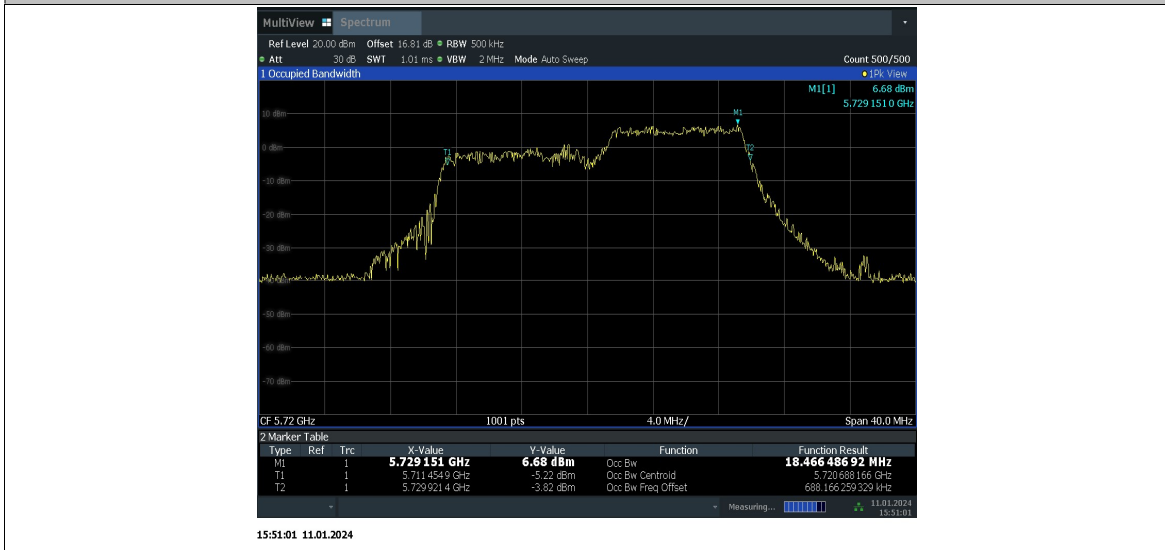 MultiView Spectrum
Ref Level 20.00 dBm Offset 16.81 dB RBW 500 kHz
Att 30 dB SWT 1.01 ms VBW 2 MHz Mode Auto Sweep Count 500/500
1 Occupied Bandwidth 1Pk View
M1[1] 6.68 dBm
5.729 151 0 GHz
10 dBm
M1
0 dBm
T1
T2
-10 dBm
-20 dBm
-30 dBm
-40 dBm
-50 dBm
-60 dBm
-70 dBm
CF 5.72 GHz 1001 pts 4.0 MHz/ Span 40.0 MHz
2 Marker Table
Type Ref Trc X-Value Y-Value Function Function Result
M1 1 5.729 151 GHz 6.68 dBm Occ Bw 18.466 486 92 MHz
T1 1 5.711 454 9 GHz -5.22 dBm Occ Bw Centroid 5.720 688 166 GHz
T2 1 5.729 921 4 GHz -3.82 dBm Occ Bw Freq Offset 688.166 259 329 kHz
Measuring... 11.01.2024
15:51:01
15:51:01 11.01.2024